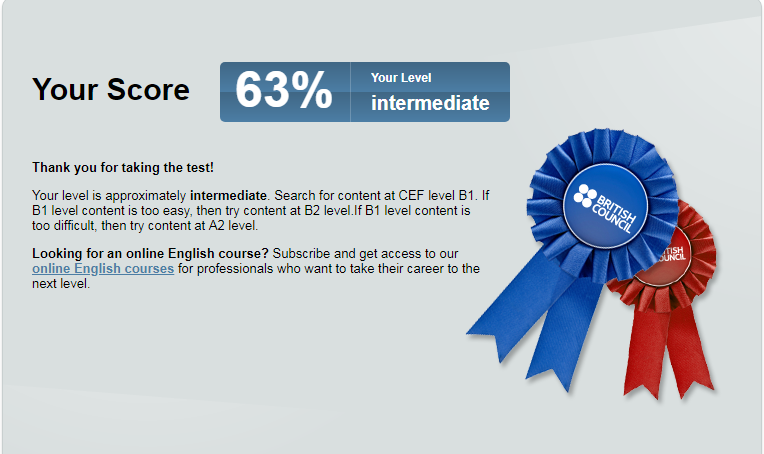 Your Score
63%
Your Level
intermediate
Thank you for taking the test!
Your level is approximately intermediate. Search for content at CEF level B1. If
B1 level content is too easy, then try content at B2 level.If B1 level content is
too difficult, then try content at A2 level.
Looking for an online English course? Subscribe and get access to our
online English courses for professionals who want to take their career to the
next level.
BRITISH
COUNCIL